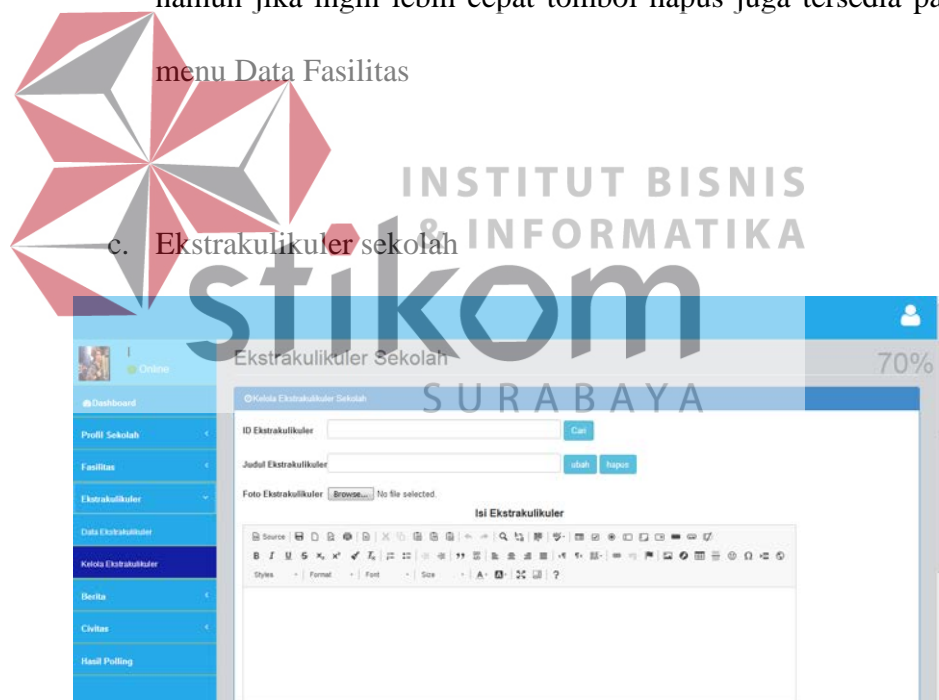 namun jika ingin lebih cepat tombol hapus juga tersedia pa
menu Data Fasilitas
INSTITUT BISNIS
& INFORMATIKA
stikom
SURABAYA
c. Ekstrakulikuler sekolah
Online
Ekstrakulikuler Sekolah
70%
Dashboard
Profil Sekolah
Fasilitas
Ekstrakulikuler
Data Ekstrakulikuler
Kelola Ekstrakulikuler
Berita
Civitas
Hasil Polling
Kelola Ekstrakulikuler Sekolah
ID Ekstrakulikuler Cari
Judul Ekstrakulikuler ubah hapus
Foto Ekstrakulikuler Browse... No file selected.
Isi Ekstrakulikuler
Source
B I U S x₂ x² Tx
Styles Format Font Size A A ?